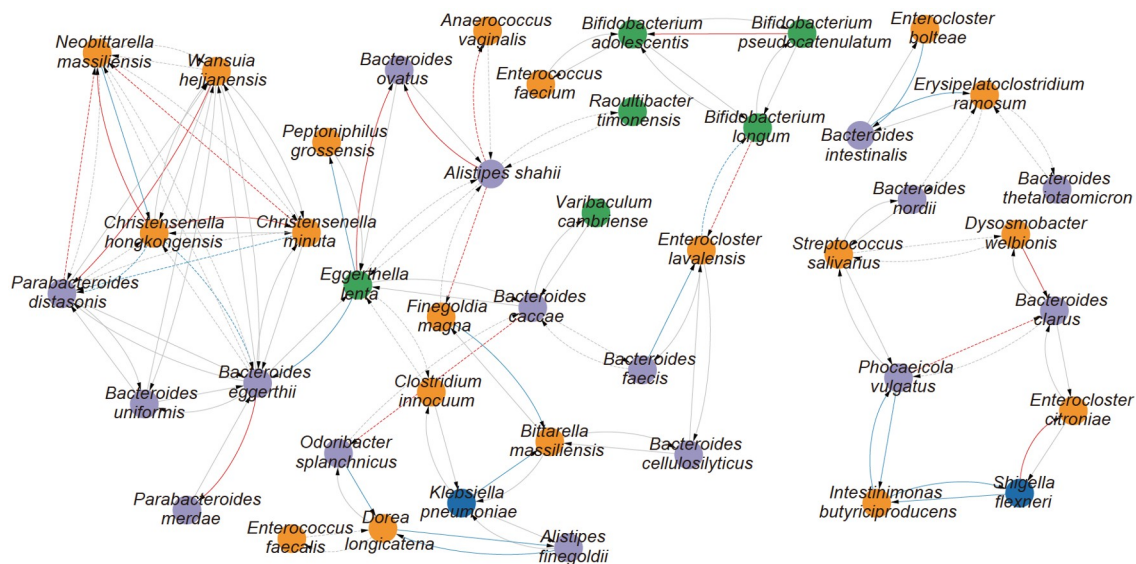 Anaerococcus
vaginalis
Bifidobacterium
adolescentis
Bifidobacterium
pseudocatenulatum
Enterocloster
bolteae
Neobittarella
massiliensis
Wansuia
hejianensis
Bacteroides
ovatus
Enterococcus
faecium
Erysipelatoclostridium
ramosum
Raoultibacter
timonensis
Bifidobacterium
longum
Bacteroides
intestinalis
Peptoniphilus
grossensis
Alistipes shahii
Bacteroides
nordii
Bacteroides
thetaiotaomicron
Varibaculum
cambriense
Christensenella
hongkongensis
Christensenella
minuta
Enterocloster
lavalensis
Streptococcus
salivarius
Dysosmobacter
welbionis
Parabacteroides
distasonis
Eggerthella
lenta
Finegoldia
magna
Bacteroides
caccae
Bacteroides
clarus
Bacteroides
uniformis
Bacteroides
eggerthii
Clostridium
innocuum
Bacteroides
faecis
Phocaeicola
vulgatus
Enterocloster
citroniae
Odoribacter
splanchnicus
Bittarella
massiliensis
Bacteroides
cellulosilyticus
Parabacteroides
merdae
Klebsiella
pneumoniae
Intestinimonas
butyriciproducens
Shigella
flexneri
Enterococcus
faecalis
Dorea
longicatena
Alistipes
finegoldii